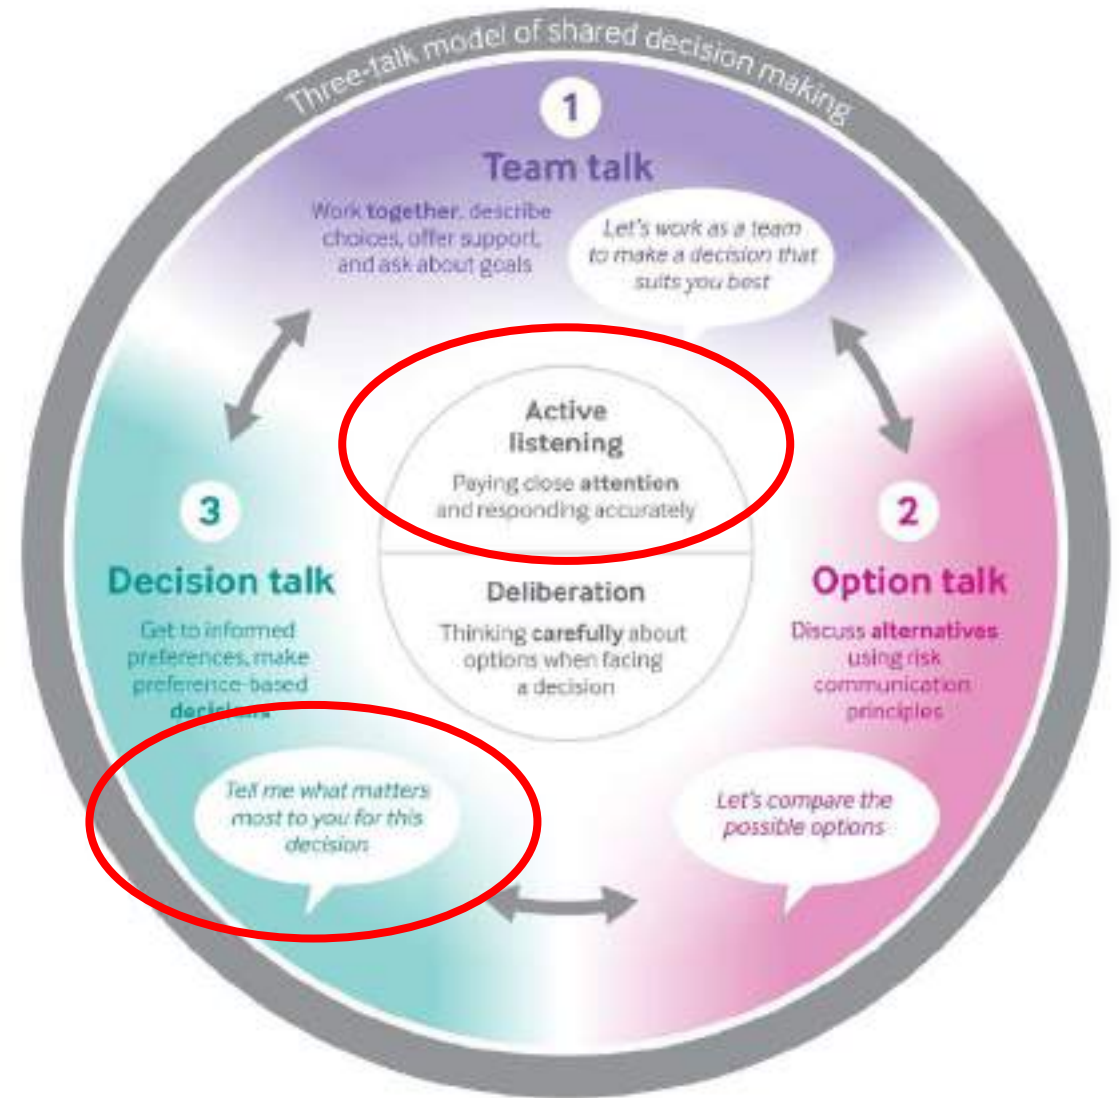 Three-talk model of shared decision making
1
Team talk
Work together, describe
choices, offer support,
and ask about goals
Let's work as a team
to make a decision that
suits you best
Active
listening
Paying close attention
and responding accurately
Deliberation
Thinking carefully about
options when facing
a decision
2
Option talk
Discuss alternatives
using risk
communication
principles
Let's compare the
possible options
3
Decision talk
Get to informed
preferences, make
preference-based
decisions
Tell me what matters
most to you for this
decision